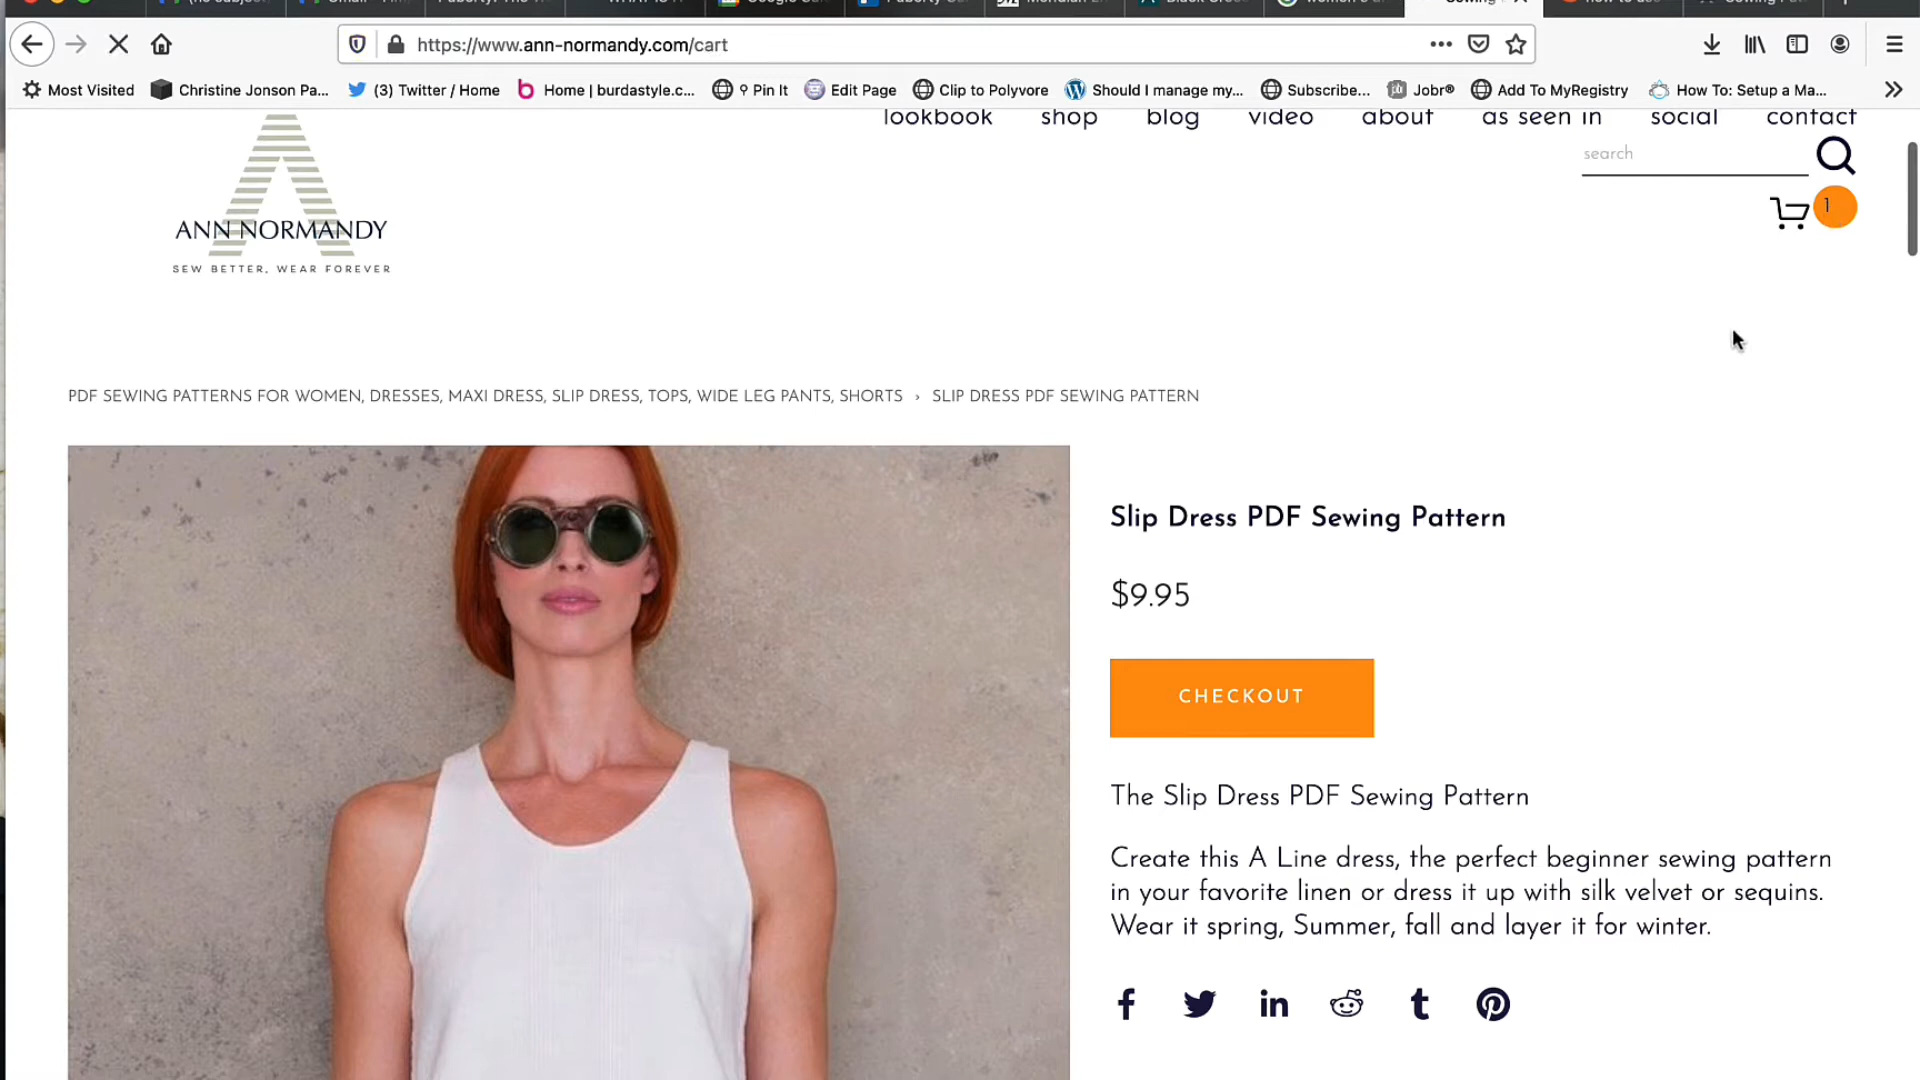 https://www.ann-normandy.com/cart
Most Visited
Christine Jonson Pa...
(3) Twitter / Home
Home | burdastyle.c...
Pin It
Edit Page
Clip to Polyvore
Should I manage my...
Subscribe...
Jobr®
Add To MyRegistry
How To: Setup a Ma...
lookbook
shop
blog
video
about
as seen in
social
contact
search
1
ANN NORMANDY
SEW BETTER, WEAR FOREVER
PDF SEWING PATTERNS FOR WOMEN, DRESSES, MAXI DRESS, SLIP DRESS, TOPS, WIDE LEG PANTS, SHORTS › SLIP DRESS PDF SEWING PATTERN
Slip Dress PDF Sewing Pattern
$9.95
CHECKOUT
The Slip Dress PDF Sewing Pattern
Create this A Line dress, the perfect beginner sewing pattern
in your favorite linen or dress it up with silk velvet or sequins.
Wear it spring, Summer, fall and layer it for winter.